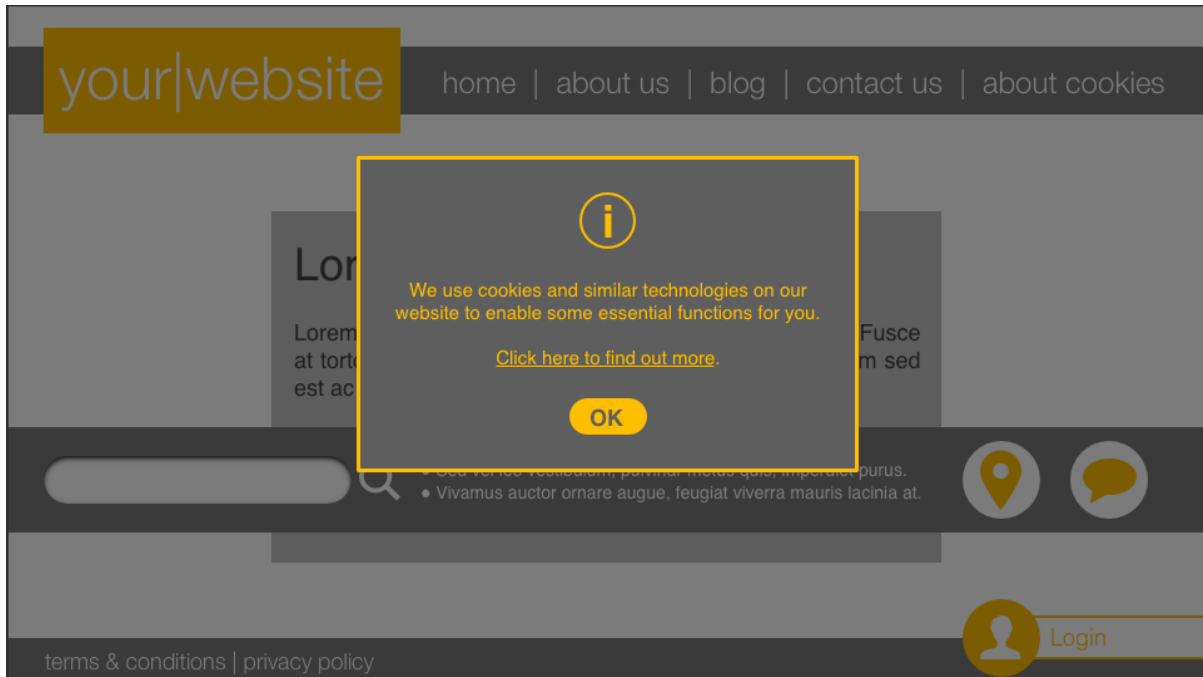 your|website
home | about us | blog | contact us | about cookies
i
We use cookies and similar technologies on our
website to enable some essential functions for you.
Click here to find out more.
OK
Lor
Lorem
Fusce
at torto
m sed
est ac
purus.
● Vivamus auctor ornare augue, feugiat viverra mauris lacinia at.
Login
terms & conditions | privacy policy